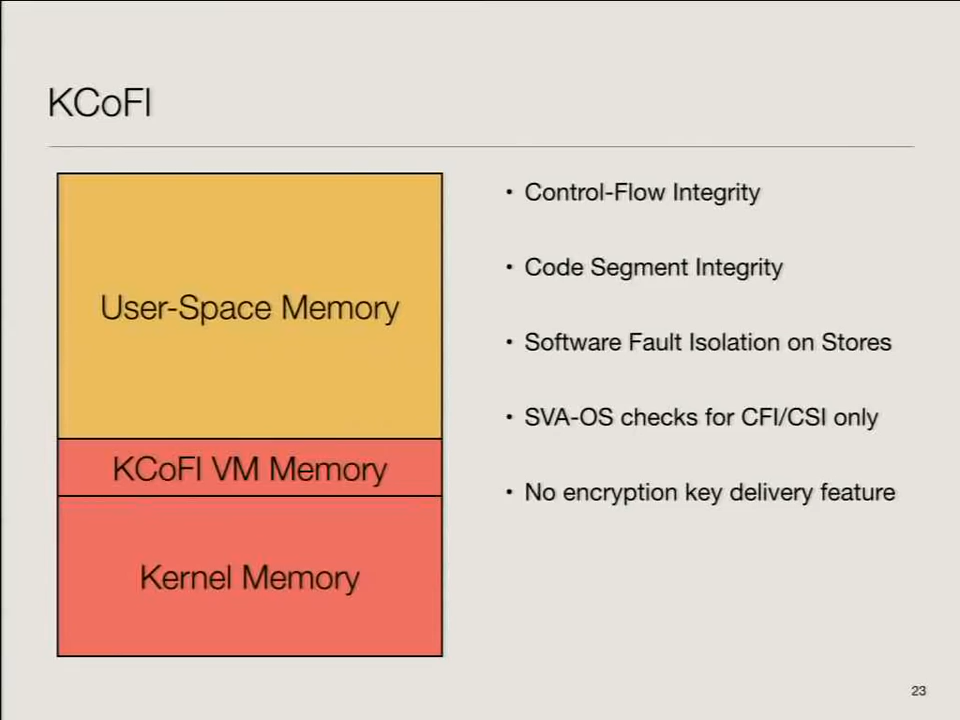 KCoFI
User-Space Memory
KCoFI VM Memory
Kernel Memory
• Control-Flow Integrity
• Code Segment Integrity
• Software Fault Isolation on Stores
• SVA-OS checks for CFI/CSI only
• No encryption key delivery feature
23